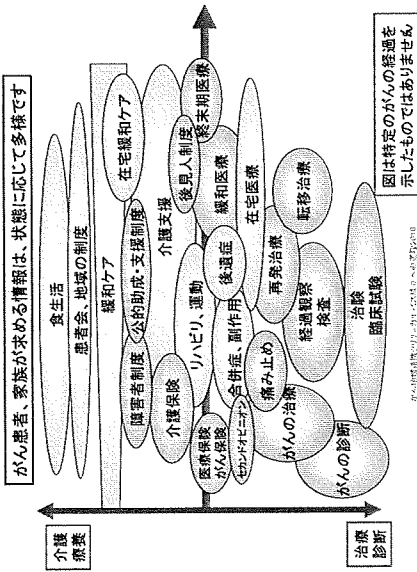 がん患者、家族が求める情報は、状態に応じて多様です
介護
療養
食生活
患者会、地域の制度
緩和ケア
在宅緩和ケア
障害者制度
公的助成・支援制度
介護支援
介護保険
後見人制度
終末期医療
リハビリ、運動
医療保険
がん保険
緩和医療
後遺症
合併症、副作用
セカンドオピニオン
在宅医療
痛み止め
再発治療
転移治療
がんの治療
経過観察
検査
がんの診断
治験
臨床試験
治療
診断
図は特定のがんの経過を
示したものではありません